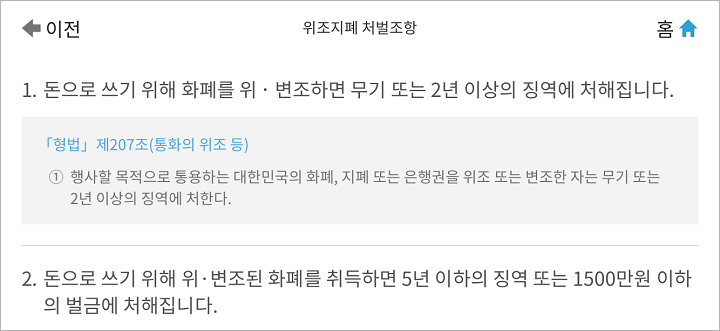 이전
위조지폐 처벌조항
홈
1. 돈으로 쓰기 위해 화폐를 위 · 변조하면 무기 또는 2년 이상의 징역에 처해집니다.
「형법」 제207조(통화의 위조 등)
① 행사할 목적으로 통용하는 대한민국의 화폐, 지폐 또는 은행권을 위조 또는 변조한 자는 무기 또는
2년 이상의 징역에 처한다.
2. 돈으로 쓰기 위해 위·변조된 화폐를 취득하면 5년 이하의 징역 또는 1500만원 이하
의 벌금에 처해집니다.